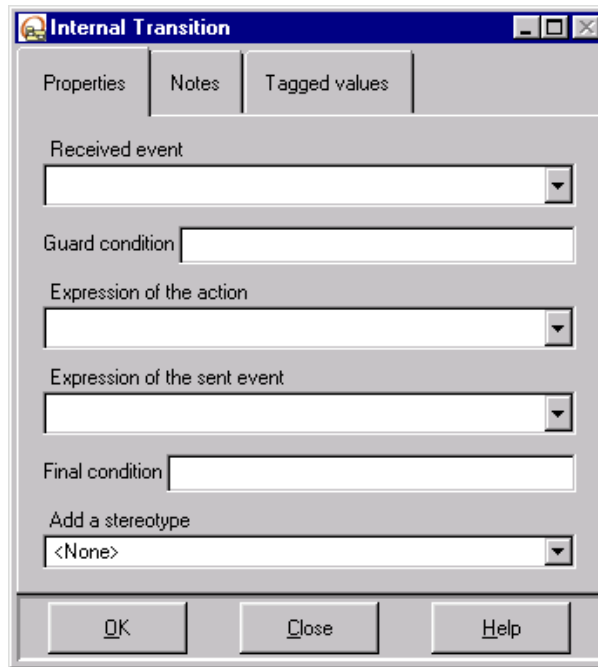 Internal Transition
Properties Notes Tagged values
Received event
Guard condition
Expression of the action
Expression of the sent event
Final condition
Add a stereotype
<None>
OK Close Help